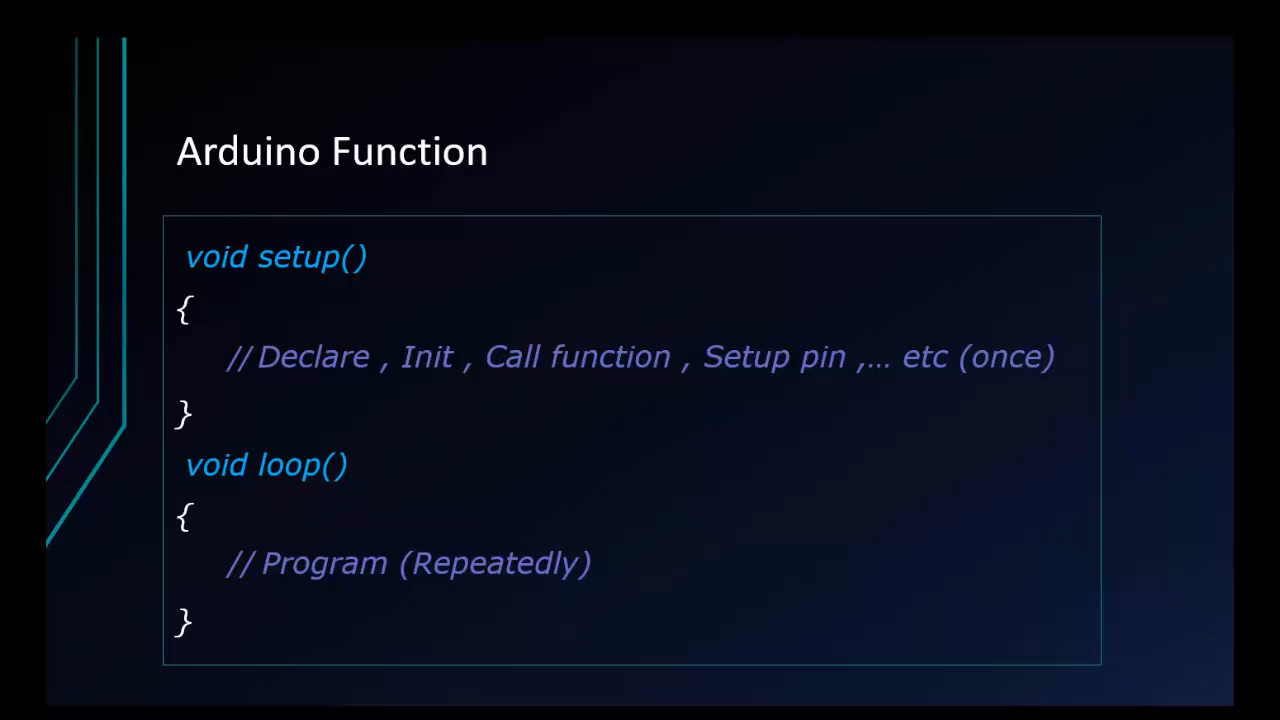 Arduino Function
void setup()
{
// Declare , Init , Call function , Setup pin ,... etc (once)
}
void loop()
{
// Program (Repeatedly)
}